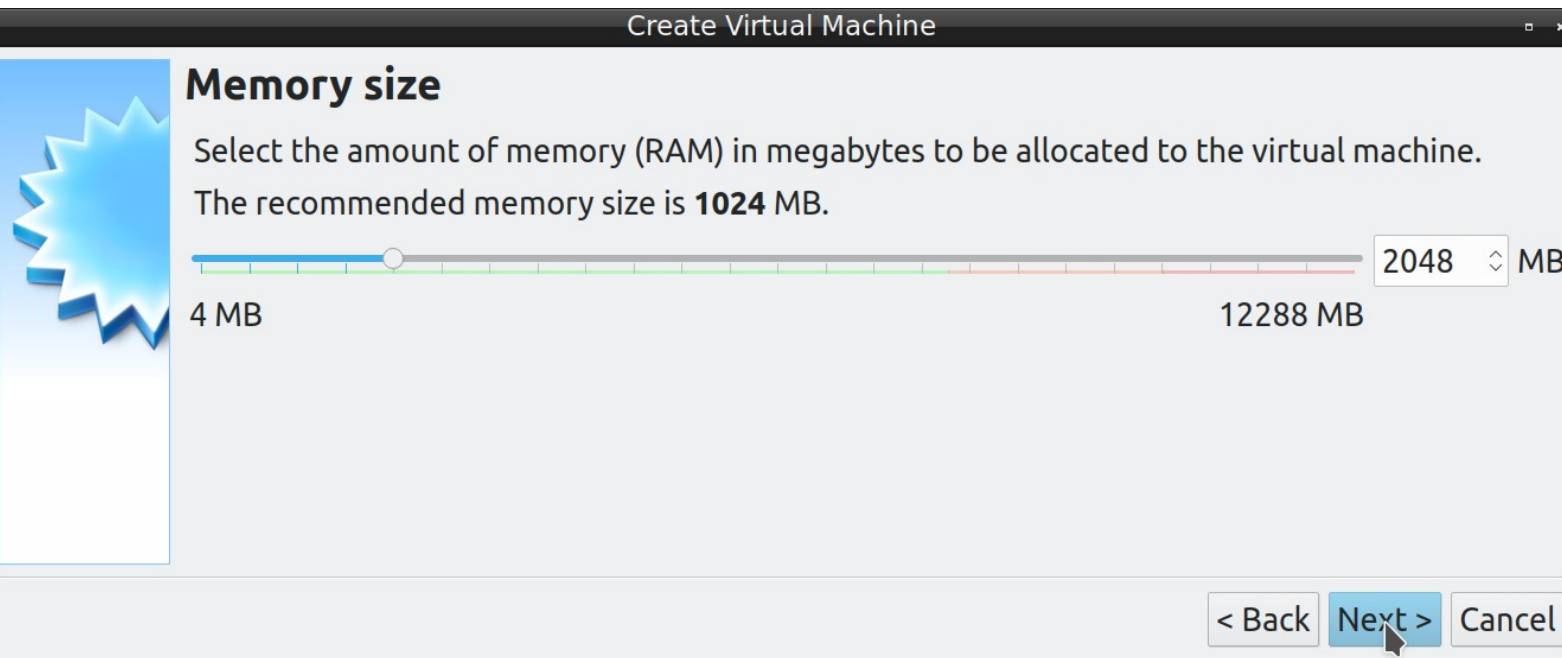 Create Virtual Machine
Memory size
Select the amount of memory (RAM) in megabytes to be allocated to the virtual machine.
The recommended memory size is 1024 MB.
2048 MB
4 MB 12288 MB
< Back Next > Cancel